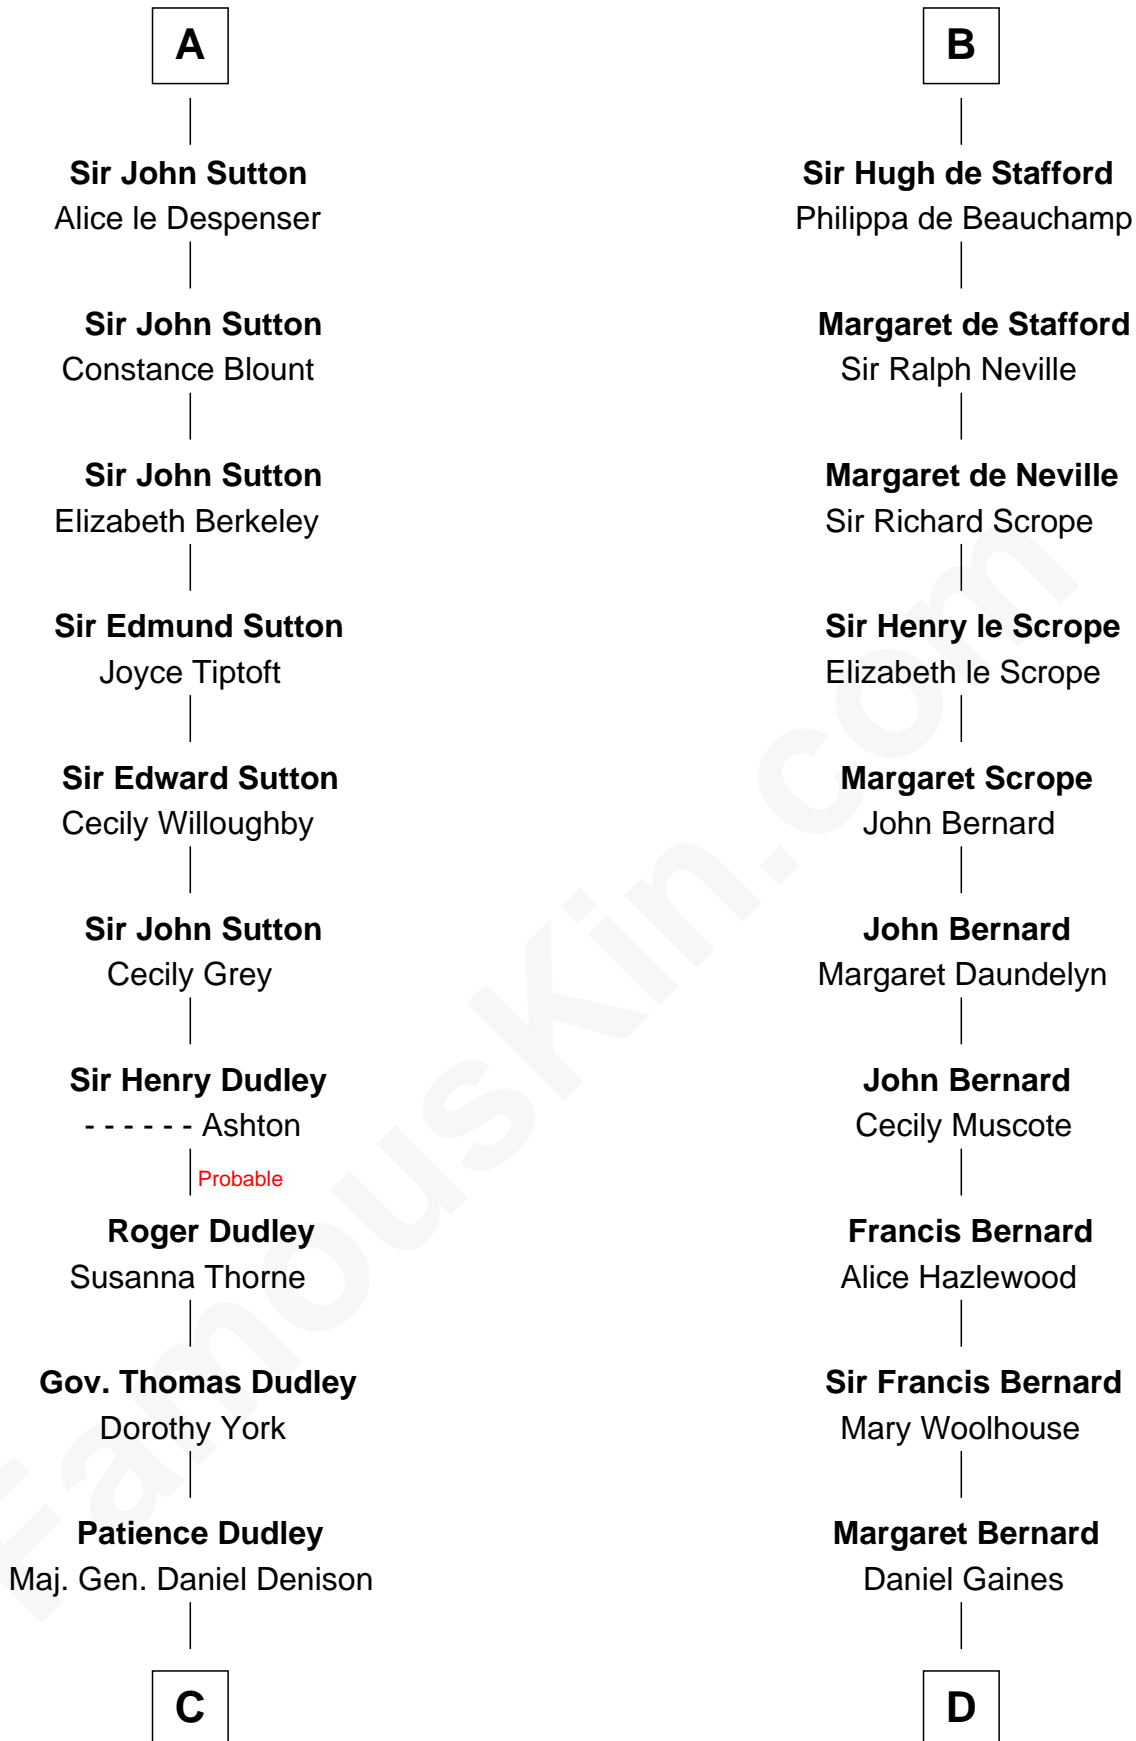 A
Sir John Sutton
Alice le Despenser
Sir John Sutton
Constance Blount
Sir John Sutton
Elizabeth Berkeley
Sir Edmund Sutton
Joyce Tiptoft
Sir Edward Sutton
Cecily Willoughby
Sir John Sutton
Cecily Grey
Sir Henry Dudley
- - - - - - Ashton
Probable
Roger Dudley
Susanna Thorne
Gov. Thomas Dudley
Dorothy York
Patience Dudley
Maj. Gen. Daniel Denison
C
B
Sir Hugh de Stafford
Philippa de Beauchamp
Margaret de Stafford
Sir Ralph Neville
Margaret de Neville
Sir Richard Scrope
Sir Henry le Scrope
Elizabeth le Scrope
Margaret Scrope
John Bernard
John Bernard
Margaret Daundelyn
John Bernard
Cecily Muscote
Francis Bernard
Alice Hazlewood
Sir Francis Bernard
Mary Woolhouse
Margaret Bernard
Daniel Gaines
D
FamousKin.com